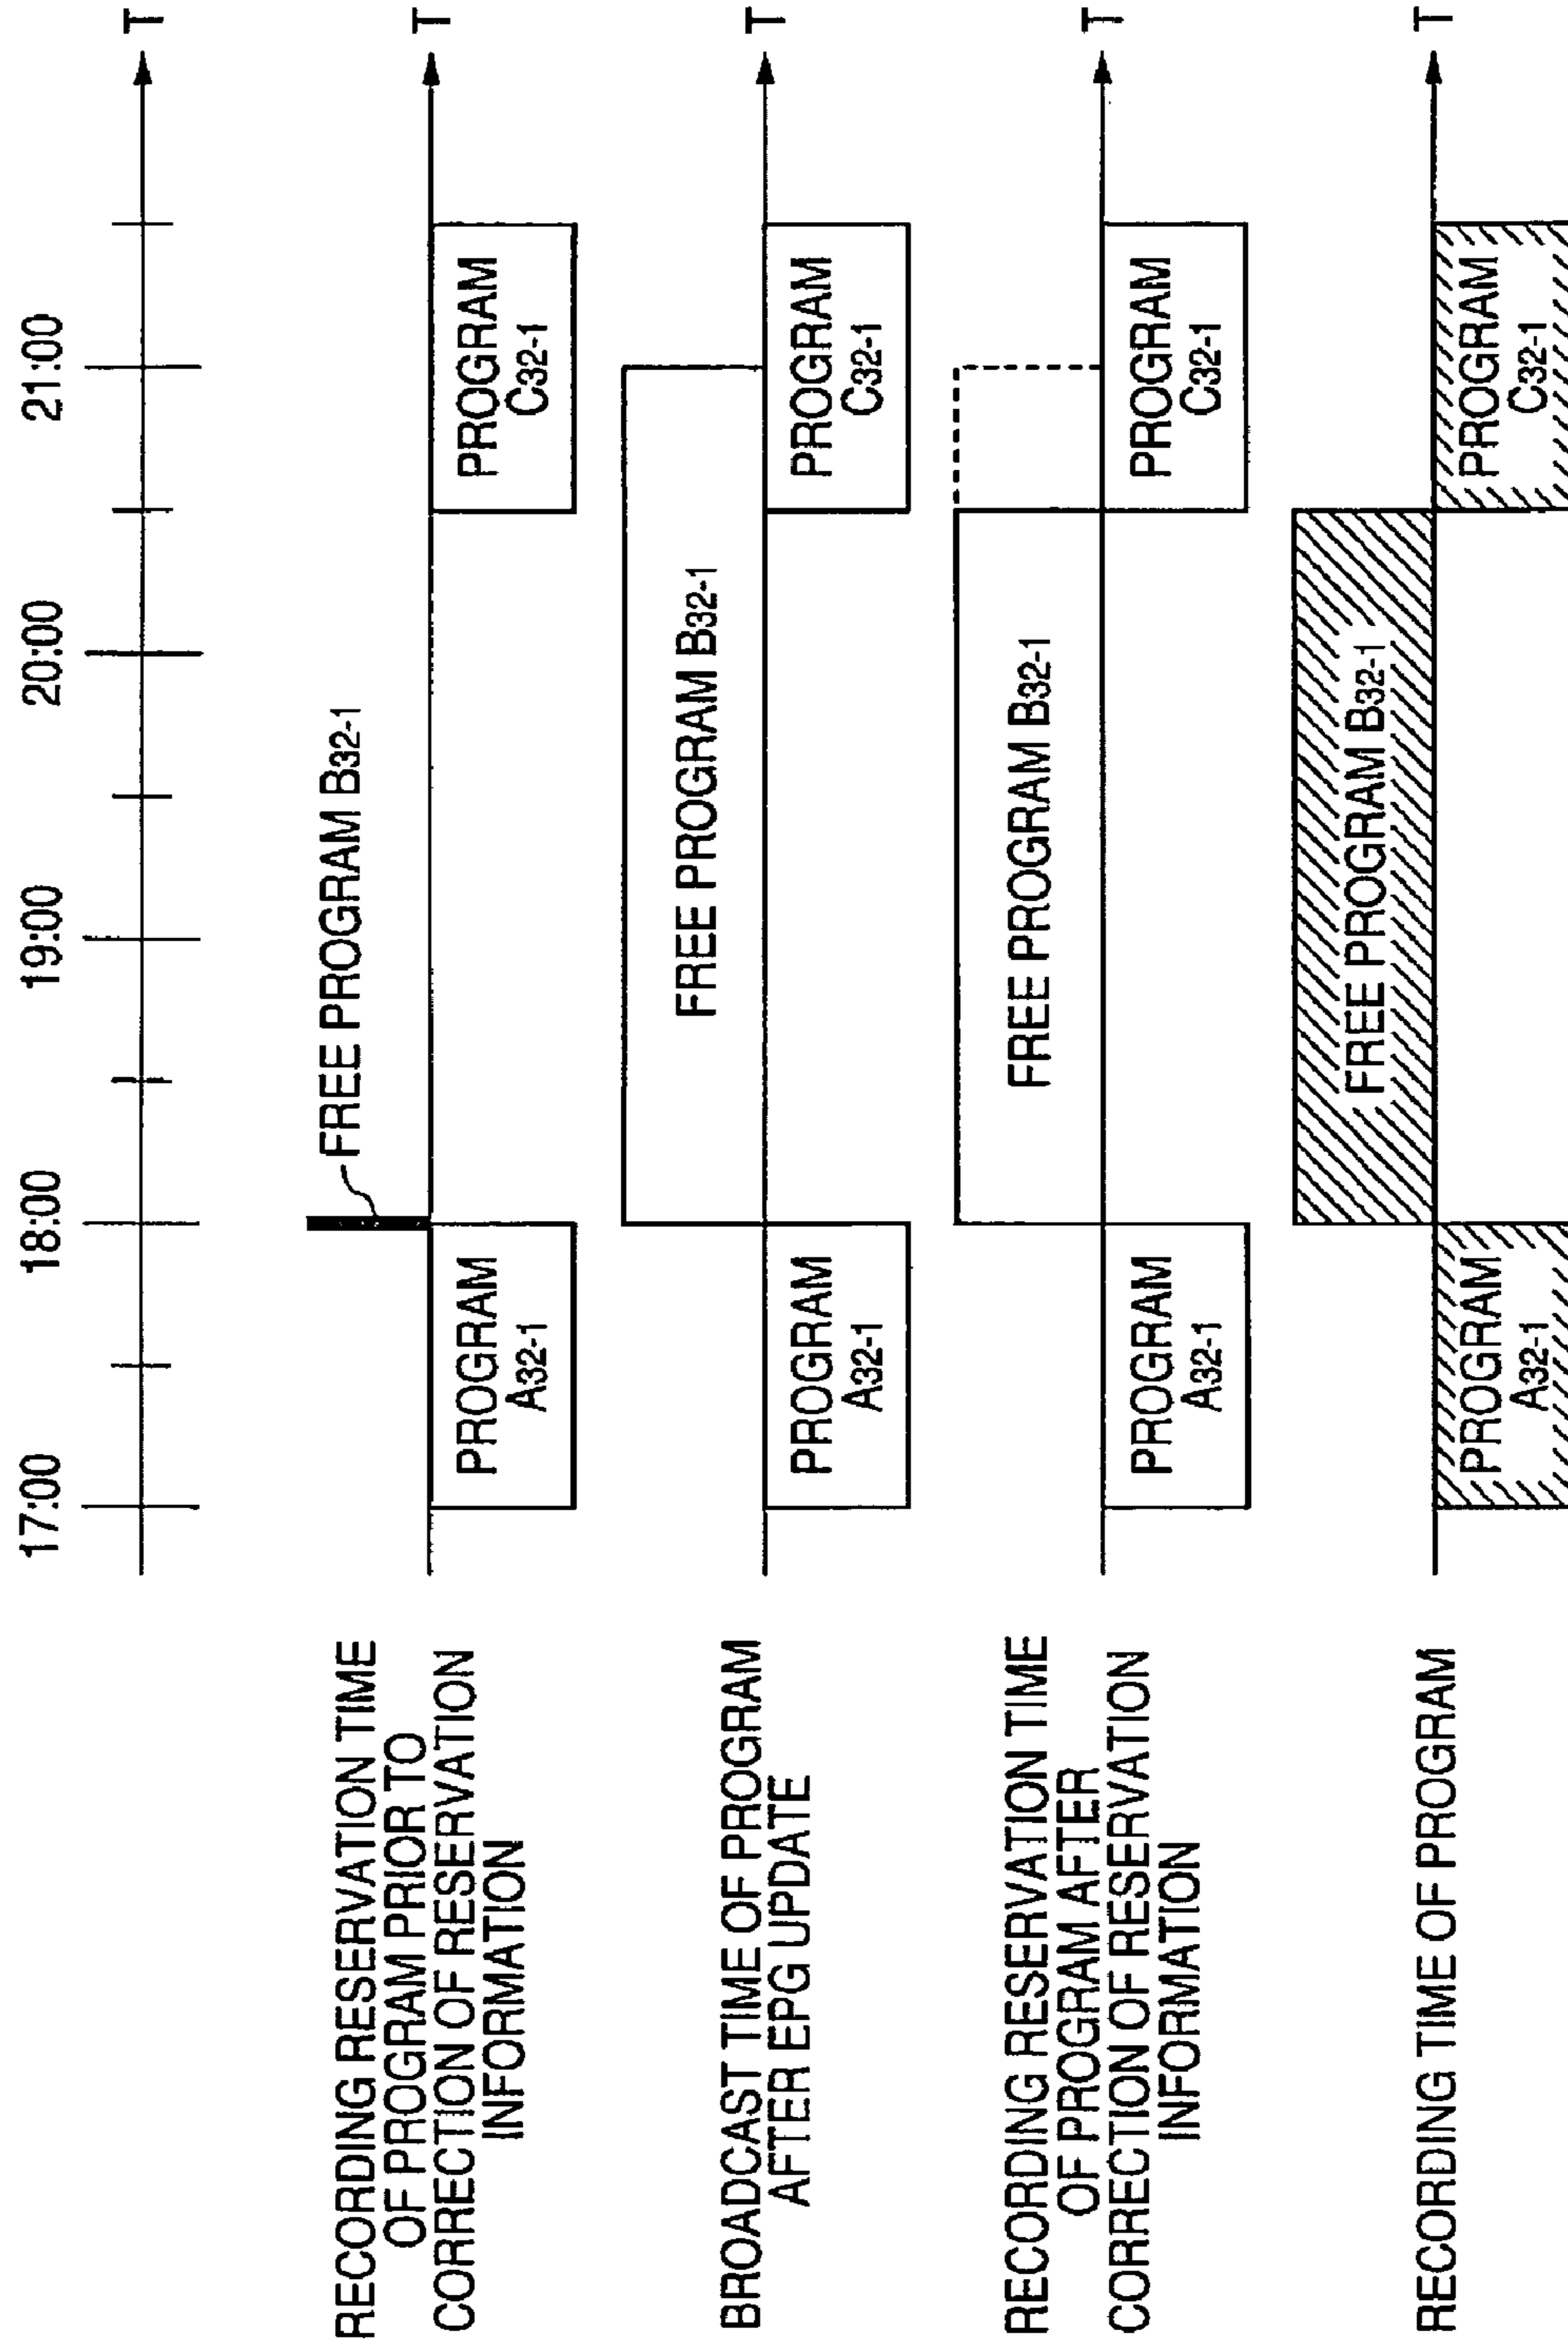 17:00 18:00 19:00 20:00 21:00
T
RECORDING RESERVATION TIME
OF PROGRAM PRIOR TO
CORRECTION OF RESERVATION
INFORMATION
FREE PROGRAM B32-1
T
PROGRAM
A32-1
PROGRAM
C32-1
BROADCAST TIME OF PROGRAM
AFTER EPG UPDATE
FREE PROGRAM B32-1
T
PROGRAM
A32-1
PROGRAM
C32-1
RECORDING RESERVATION TIME
OF PROGRAM AFTER
CORRECTION OF RESERVATION
INFORMATION
FREE PROGRAM B32-1
T
PROGRAM
A32-1
PROGRAM
C32-1
RECORDING TIME OF PROGRAM
FREE PROGRAM B32-1
T
PROGRAM
A32-1
PROGRAM
C32-1